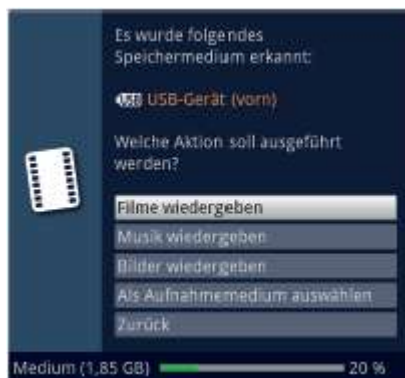 Es wurde folgendes
Speichermedium erkannt:
USB USB-Gerät (vorn)
Welche Aktion soll ausgeführt
werden?
Filme wiedergeben
Musik wiedergeben
Bilder wiedergeben
Als Aufnahmemedium auswählen
Zurück
Medium (1,85 GB) 20 %